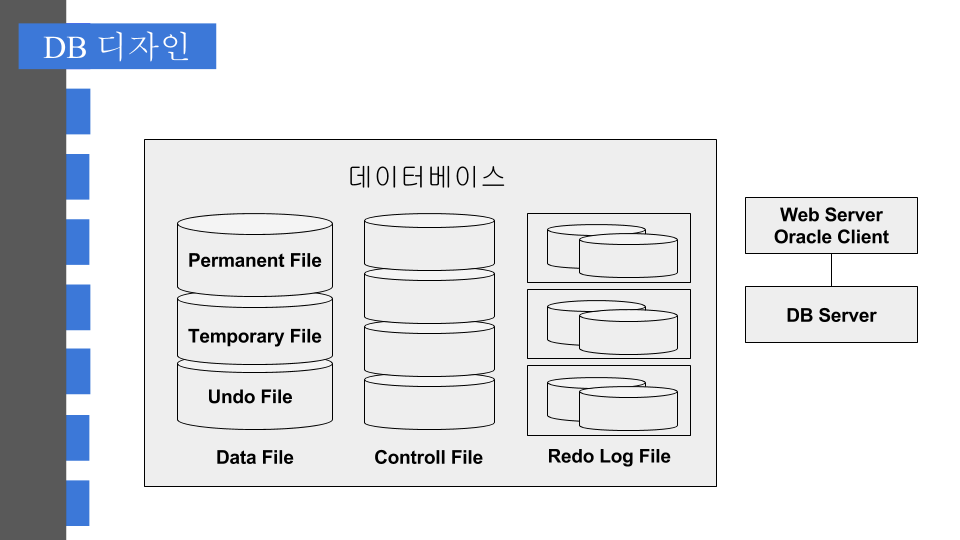 DB 디자인
데이터베이스
Permanent File
Temporary File
Undo File
Data File
Controll File
Redo Log File
Web Server
Oracle Client
DB Server